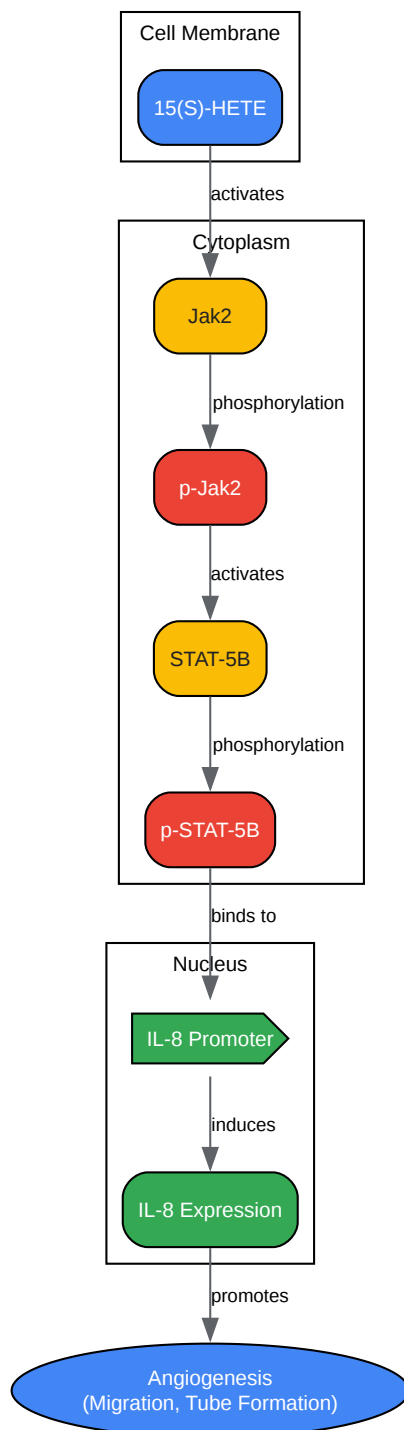 Cell Membrane
15(S)-HETE
activates
Cytoplasm
Jak2
phosphorylation
p-Jak2
activates
STAT-5B
phosphorylation
p-STAT-5B
binds to
Nucleus
IL-8 Promoter
induces
IL-8 Expression
promotes
Angiogenesis
(Migration, Tube Formation)